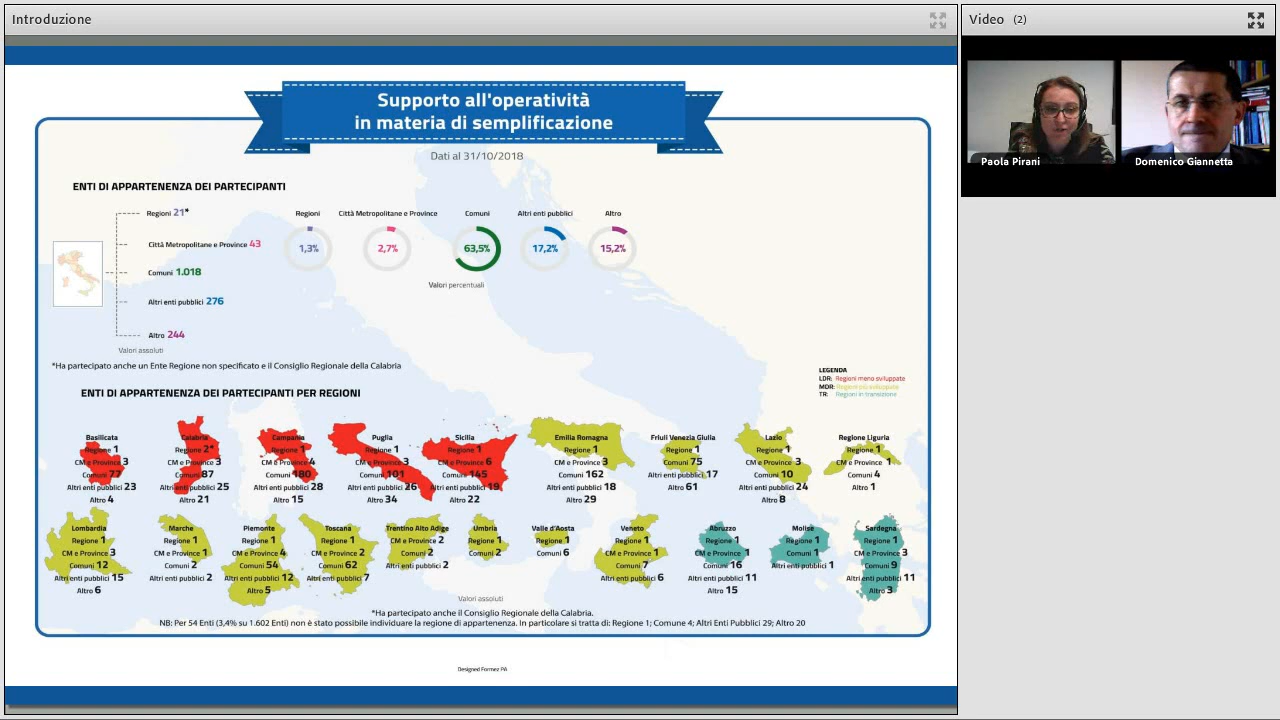 Introduzione
Video (2)
Supporto all'operatività
in materia di semplificazione
Dati al 31/10/2018
ENTI DI APPARTENENZA DEI PARTECIPANTI
Regioni 21*
Città Metropolitane e Province 43
Comuni 1.018
Altri enti pubblici 276
Altro 244
Valori assoluti
Regioni
1,3%
Città Metropolitane e Province
2,7%
Comuni
63,5%
Altri enti pubblici
17,2%
Altro
15,2%
Valori percentuali
*Ha partecipato anche un Ente Regione non specificato e il Consiglio Regionale della Calabria
LEGENDA
LDR: Regioni meno sviluppate
MDR: Regioni più sviluppate
TR: Regioni in transizione
ENTI DI APPARTENENZA DEI PARTECIPANTI PER REGIONI
Basilicata
Regione 1
CM e Province 3
Comuni 77
Altri enti pubblici 23
Altro 4
Calabria
Regione 2*
CM e Province 3
Comuni 87
Altri enti pubblici 25
Altro 21
Campania
Regione 1
CM e Province 4
Comuni 180
Altri enti pubblici 28
Altro 15
Puglia
Regione 1
CM e Province 3
Comuni 101
Altri enti pubblici 26
Altro 34
Sicilia
Regione 1
CM e Province 6
Comuni 145
Altri enti pubblici 19
Altro 22
Emilia Romagna
Regione 1
CM e Province 3
Comuni 162
Altri enti pubblici 18
Altro 29
Friuli Venezia Giulia
Regione 1
Comuni 75
Altri enti pubblici 17
Altro 61
Lazio
Regione 1
CM e Province 3
Comuni 10
Altri enti pubblici 24
Altro 8
Regione Liguria
Regione 1
CM e Province 1
Comuni 4
Altro 1
Lombardia
Regione 1
CM e Province 3
Comuni 12
Altri enti pubblici 15
Altro 6
Marche
Regione 1
CM e Province 1
Comuni 2
Altri enti pubblici 2
Piemonte
Regione 1
CM e Province 4
Comuni 54
Altri enti pubblici 12
Altro 5
Toscana
Regione 1
CM e Province 2
Comuni 62
Altri enti pubblici 7
Trentino Alto Adige
CM e Province 2
Comuni 2
Altri enti pubblici 2
Umbria
Regione 1
Comuni 2
Valle d'Aosta
Regione 1
Comuni 6
Veneto
Regione 1
CM e Province 1
Comuni 7
Altri enti pubblici 6
Abruzzo
Regione 1
CM e Province 1
Comuni 16
Altri enti pubblici 11
Altro 15
Molise
Regione 1
Comuni 1
Altri enti pubblici 1
Sardegna
Regione 1
CM e Province 3
Comuni 9
Altri enti pubblici 11
Altro 3
Valori assoluti
*Ha partecipato anche il Consiglio Regionale della Calabria.
NB: Per 54 Enti (3,4% su 1.602 Enti) non è stato possibile individuare la regione di appartenenza. In particolare si tratta di: Regione 1; Comune 4; Altri Enti Pubblici 29; Altro 20
Designed Formez PA
Paola Pirani
Domenico Giannetta